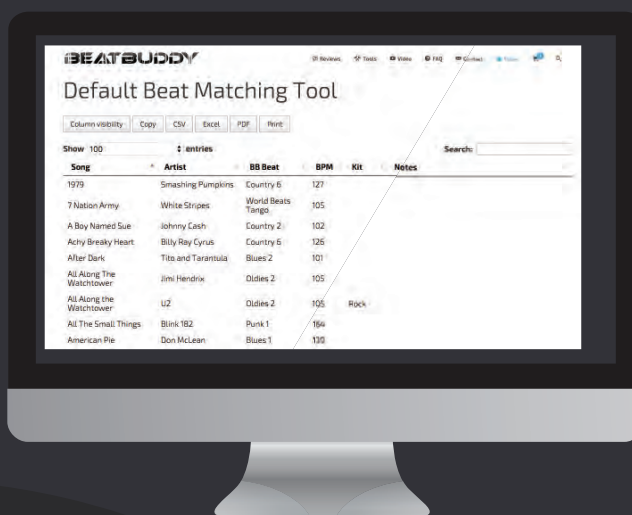 BEATBUDDY
Reviews Tools Video FAQ Contact
Default Beat Matching Tool
Column visibility Copy CSV Excel PDF Print
Show 100 entries Search:
Song Artist BB Beat BPM Kit Notes
1979 Smashing Pumpkins Country 6 127
7 Nation Army White Stripes World Beats Tango 105
A Boy Named Sue Johnny Cash Country 2 102
Achy Breaky Heart Billy Ray Cyrus Country 6 126
After Dark Tito and Tarantula Blues 2 101
All Along The Watchtower Jimi Hendrix Oldies 2 105
All Along the Watchtower U2 Oldies 2 105 Rock
All The Small Things Blink 182 Punk 1 164
American Pie Don McLean Blues 1